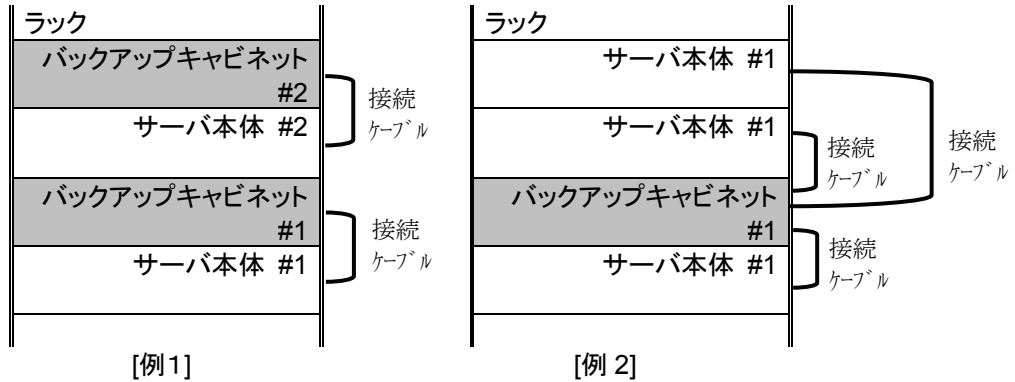 ラック
バックアップキャビネット
#2
サーバ本体 #2
接続
ｹｰﾌﾞﾙ
バックアップキャビネット
#1
サーバ本体 #1
接続
ｹｰﾌﾞﾙ
[例１]
ラック
サーバ本体 #1
サーバ本体 #1
接続
ｹｰﾌﾞﾙ
接続
ｹｰﾌﾞﾙ
バックアップキャビネット
#1
サーバ本体 #1
接続
ｹｰﾌﾞﾙ
[例 2]